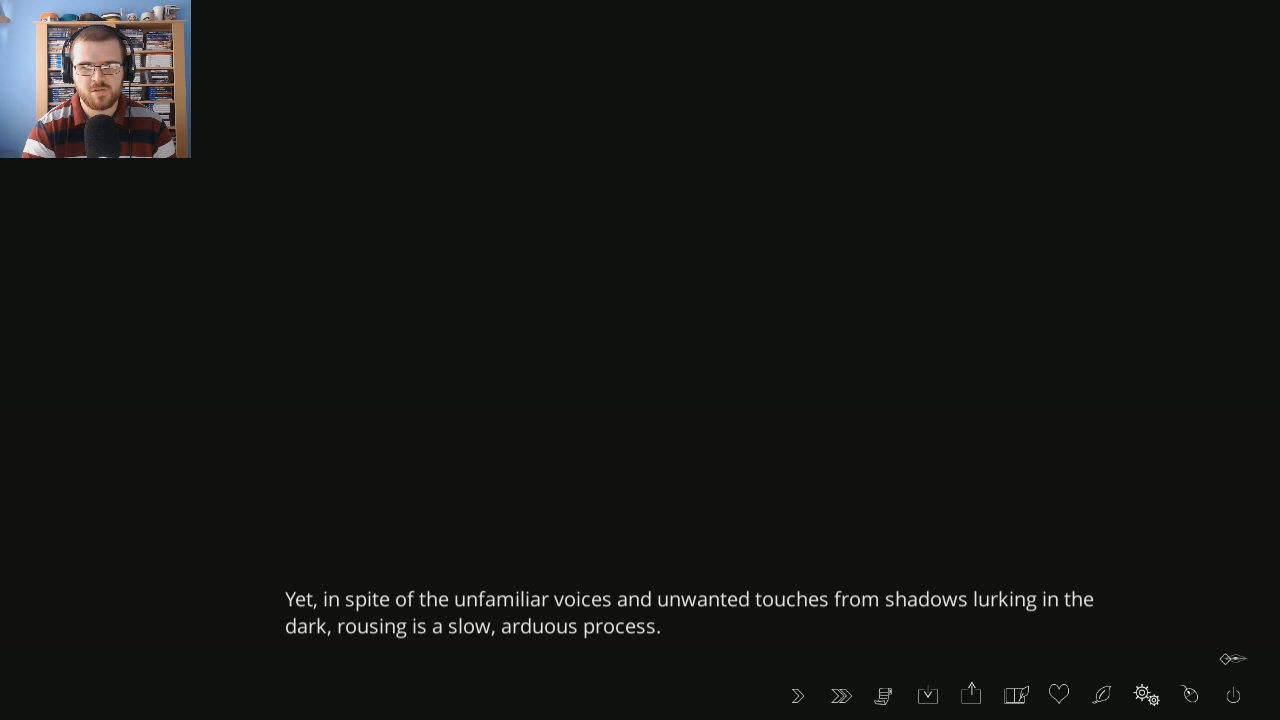 Yet, in spite of the unfamiliar voices and unwanted touches from shadows lurking in the
dark, rousing is a slow, arduous process.